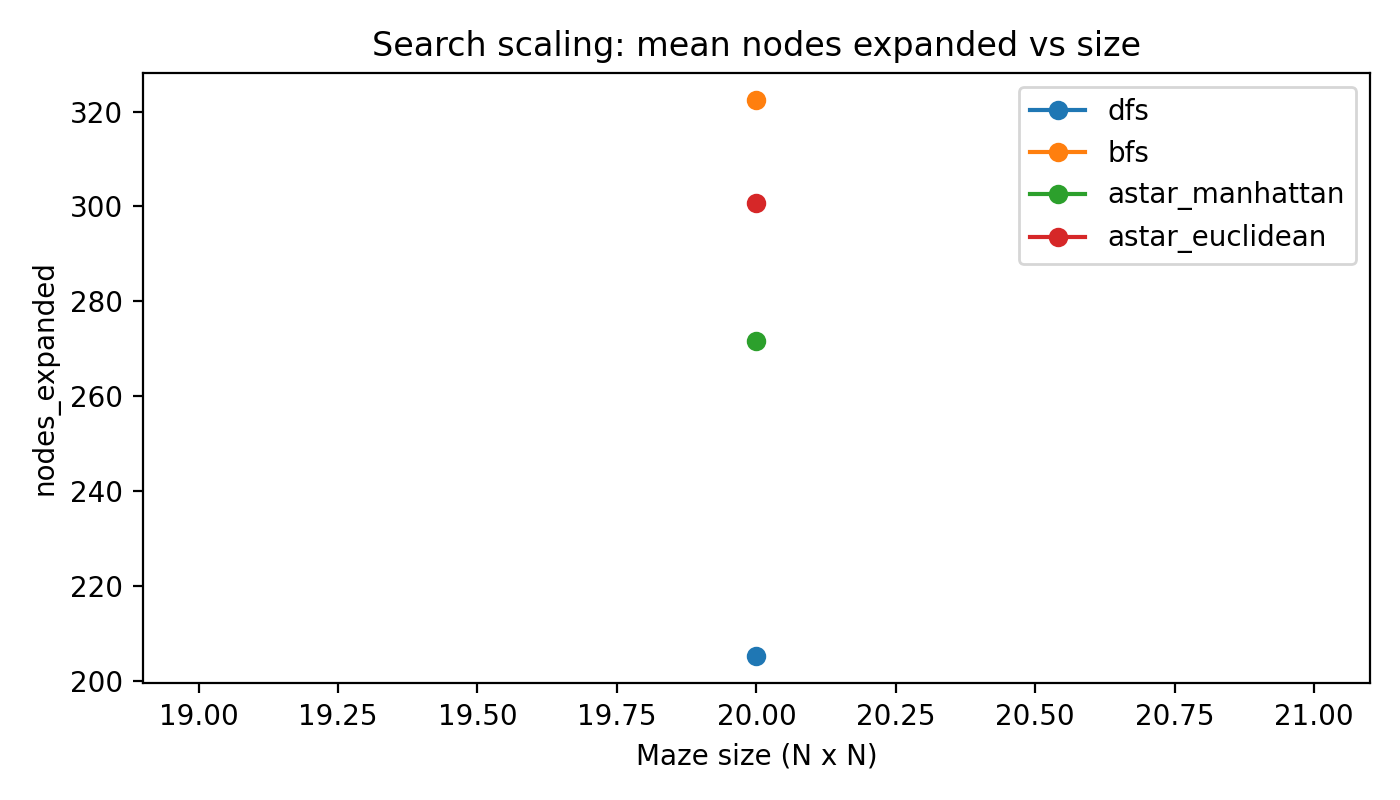 Search scaling: mean nodes expanded vs size
dfs
bfs
astar_manhattan
astar_euclidean
nodes_expanded
320
300
280
260
240
220
200
19.00 19.25 19.50 19.75 20.00 20.25 20.50 20.75 21.00
Maze size (N x N)